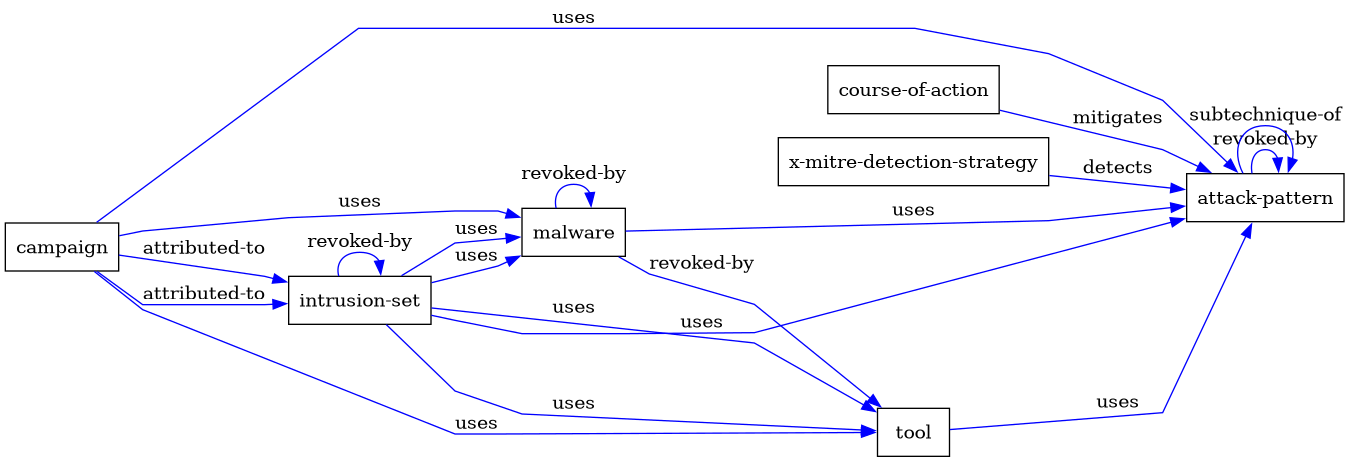 uses
course-of-action
mitigates
subtechnique-of
revoked-by
x-mitre-detection-strategy
detects
revoked-by
attack-pattern
uses
uses
malware
uses
campaign
attributed-to
revoked-by
uses
uses
revoked-by
attributed-to
intrusion-set
uses
uses
uses
uses
uses
tool
uses